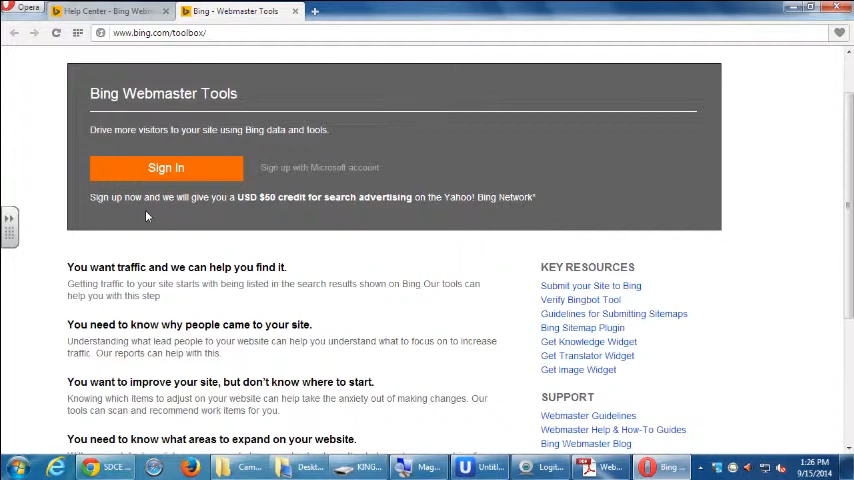 Opera
Help Center - Bing Webm
Bing - Webmaster Tools
www.bing.com/toolbox/
Bing Webmaster Tools
Drive more visitors to your site using Bing data and tools.
Sign In
Sign up with Microsoft account
Sign up now and we will give you a USD $50 credit for search advertising on the Yahoo! Bing Network*
You want traffic and we can help you find it.
Getting traffic to your site starts with being listed in the search results shown on Bing.Our tools can
help you with this step
You need to know why people came to your site.
Understanding what lead people to your website can help you understand what to focus on to increase
traffic. Our reports can help with this.
You want to improve your site, but don't know where to start.
Knowing which items to adjust on your website can help take the anxiety out of making changes. Our
tools can scan and recommend work items for you.
You need to know what areas to expand on your website.
KEY RESOURCES
Submit your Site to Bing
Verify Bingbot Tool
Guidelines for Submitting Sitemaps
Bing Sitemap Plugin
Get Knowledge Widget
Get Translator Widget
Get Image Widget
SUPPORT
Webmaster Guidelines
Webmaster Help & How-To Guides
Bing Webmaster Blog
SDCE ...
Cam...
Deskt...
KING...
Mag...
Untitl...
Logit...
Web...
Bing ...
1:26 PM
9/15/2014